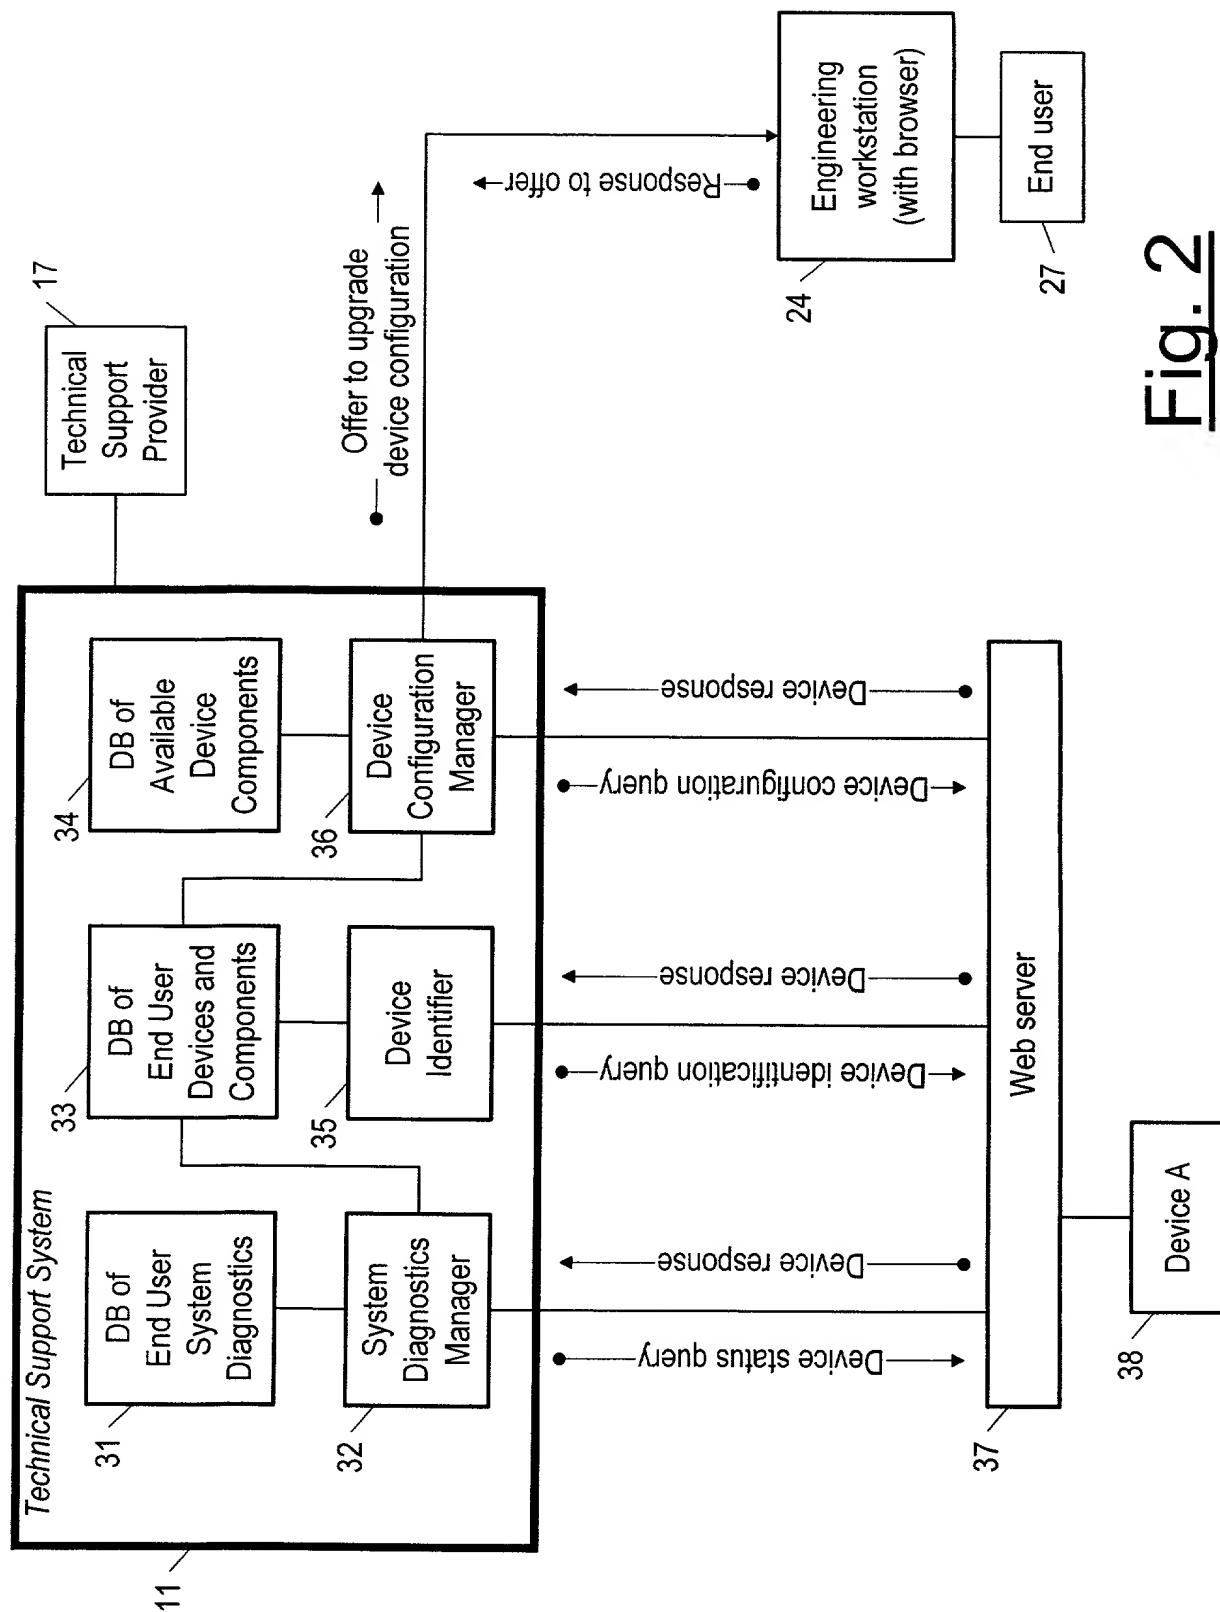 Technical Support System
11
DB of
End User
System
Diagnostics
31
System
Diagnostics
Manager
32
DB of
End User
Devices and
Components
33
Device
Identifier
35
DB of
Available
Device
Components
34
Device
Configuration
Manager
36
Technical
Support
Provider
17
Offer to upgrade
device configuration
Response to offer
Engineering
workstation
(with browser)
24
End user
27
Device status query
Device response
Device identification query
Device response
Device configuration query
Device response
Web server
37
Device A
38
Fig. 2